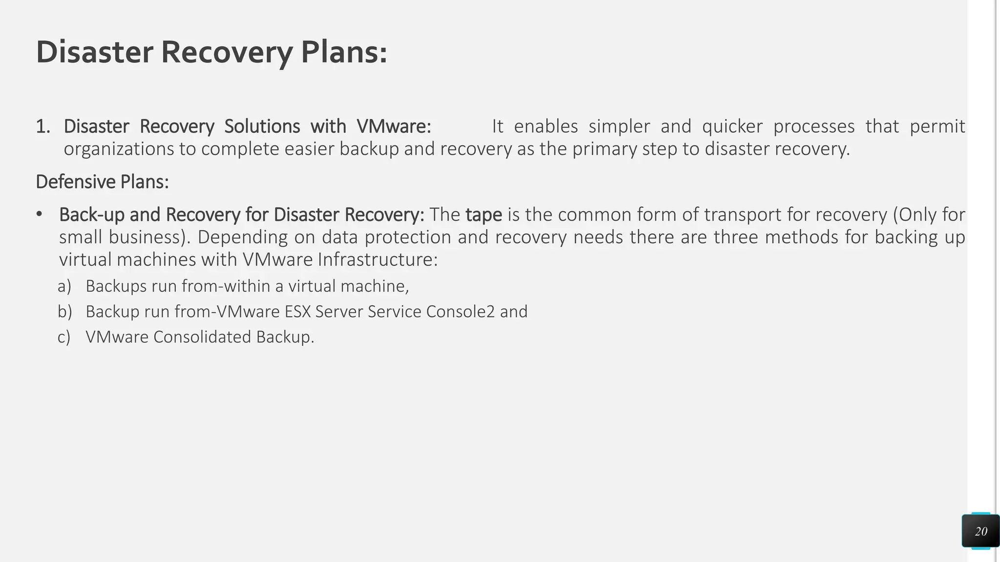 Disaster Recovery Plans:
1. Disaster Recovery Solutions with VMware: It enables simpler and quicker processes that permit
organizations to complete easier backup and recovery as the primary step to disaster recovery.
Defensive Plans:
• Back-up and Recovery for Disaster Recovery: The tape is the common form of transport for recovery (Only for
small business). Depending on data protection and recovery needs there are three methods for backing up
virtual machines with VMware Infrastructure:
a) Backups run from-within a virtual machine,
b) Backup run from-VMware ESX Server Service Console2 and
c) VMware Consolidated Backup.
20